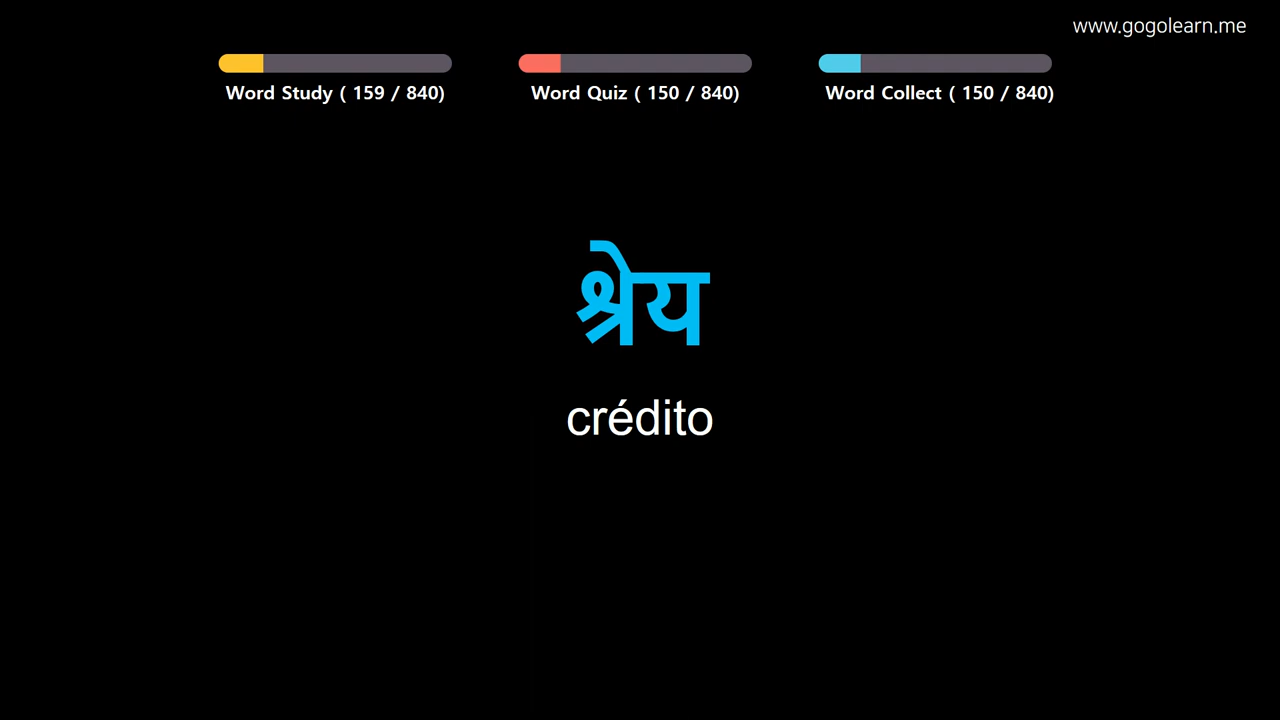 www.gogolearn.me
Word Study ( 159 / 840)
Word Quiz ( 150 / 840)
Word Collect ( 150 / 840)
श्रेय
crédito